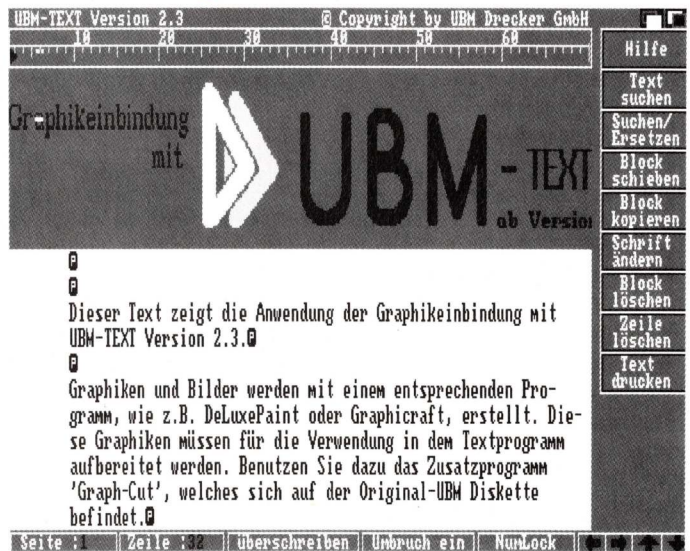 UBM-TEXT Version 2.3 © Copyright by UBM Drecker GmbH
10 20 30 40 50 60
Graphikeinbindung
mit
UBM-TEXT
ab Version
P
P
Dieser Text zeigt die Anwendung der Graphikeinbindung mit
UBM-TEXT Version 2.3.P
P
Graphiken und Bilder werden mit einem entsprechenden Pro-
gramm, wie z.B. DeLuxePaint oder Graphicraft, erstellt. Die-
se Graphiken müssen für die Verwendung in dem Textprogramm
aufbereitet werden. Benutzen Sie dazu das Zusatzprogramm
'Graph-Cut', welches sich auf der Original-UBM Diskette
befindet.P
Hilfe
Text
suchen
Suchen/
Ersetzen
Block
schieben
Block
kopieren
Schrift
ändern
Block
löschen
Zeile
löschen
Text
drucken
Seite :1 Zeile :32 überschreiben Umbruch ein NumLock